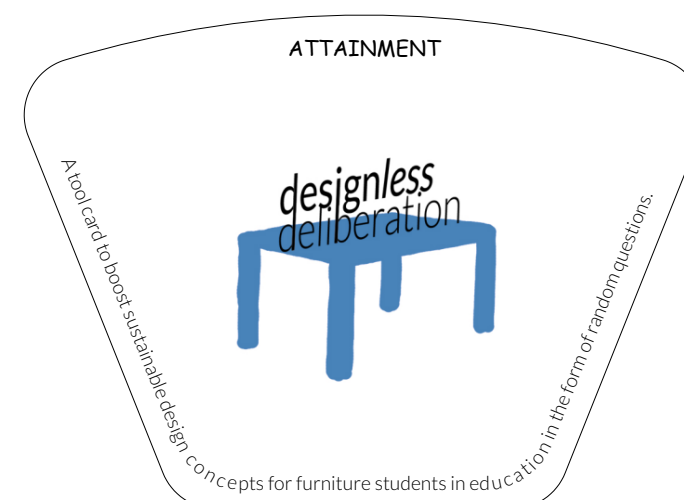 ATTAINMENT
designless
deliberation
A tool card to boost sustainable design concepts for furniture students in education in the form of random questions.